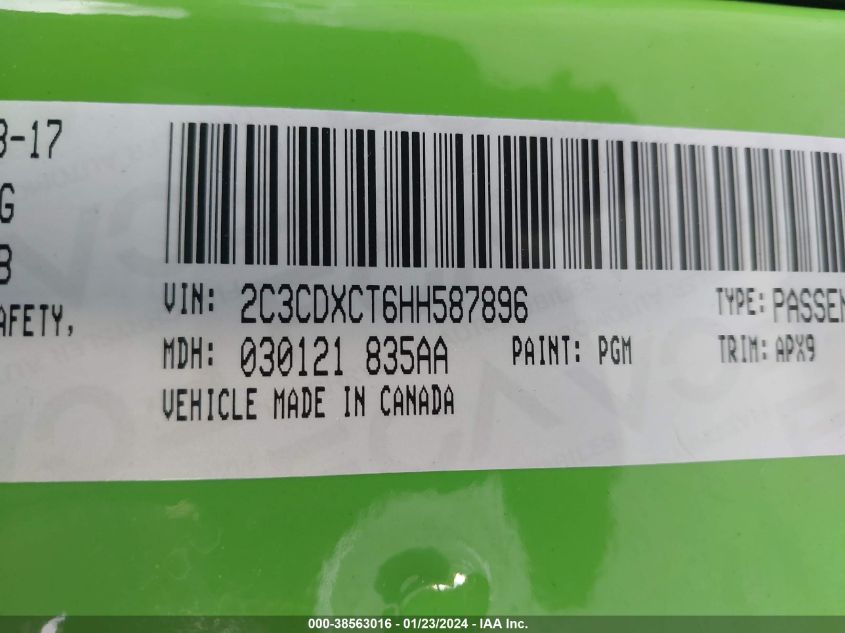 3-17
G
AFETY,
VIN: 2C3CDXCT6HH587896 TYPE: PASSEN
MDH: 030121 835AA PAINT: PGM TRIM: APX9
VEHICLE MADE IN CANADA
000-38563016 - 01/23/2024 - IAA Inc.